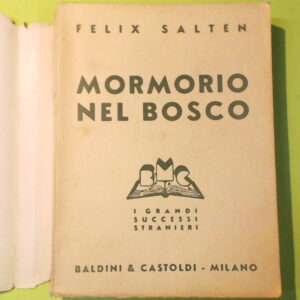 FELIX SALTEN
MORMORIO
NEL BOSCO
BMC
I GRANDI
SUCCESSI
STRANIERI
BALDINI & CASTOLDI - MILANO